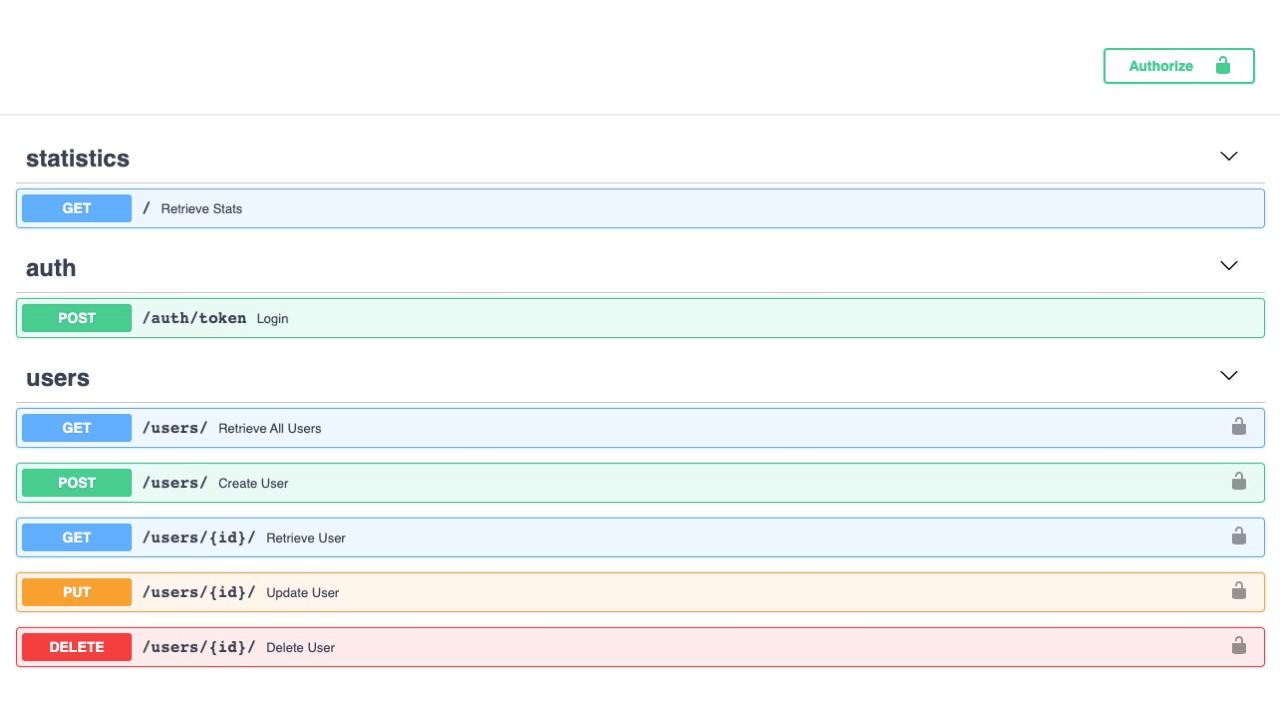 Authorize
statistics
GET / Retrieve Stats
auth
POST /auth/token Login
users
GET /users/ Retrieve All Users
POST /users/ Create User
GET /users/{id}/ Retrieve User
PUT /users/{id}/ Update User
DELETE /users/{id}/ Delete User